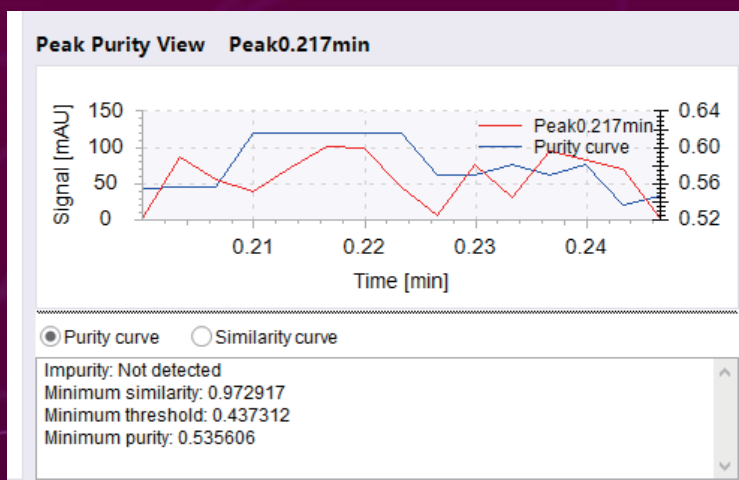 Peak Purity View Peak0.217min
Signal [mAU]
150
100
50
0
Peak0.217min
Purity curve
0.64
0.60
0.56
0.52
0.21 0.22 0.23 0.24
Time [min]
Purity curve Similarity curve
Impurity: Not detected
Minimum similarity: 0.972917
Minimum threshold: 0.437312
Minimum purity: 0.535606